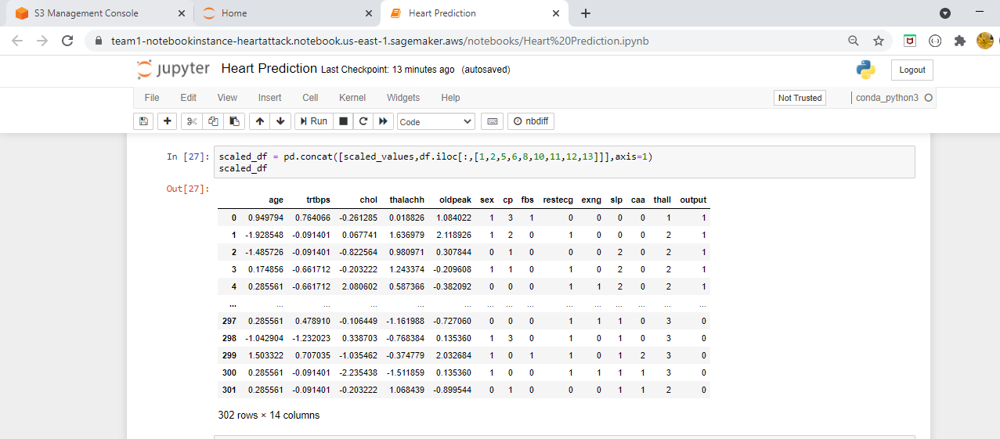 S3 Management Console
Home
Heart Prediction
team1-notebookinstance-heartattack.notebook.us-east-1.sagemaker.aws/notebooks/Heart%20Prediction.ipynb
jupyter Heart Prediction Last Checkpoint: 13 minutes ago (autosaved)
Logout
File Edit View Insert Cell Kernel Widgets Help
Not Trusted
conda_python3
Run
Code
nbdiff
In [27]: scaled_df = pd.concat([scaled_values,df.iloc[:,[1,2,5,6,8,10,11,12,13]]],axis=1)
scaled_df
Out[27]:
age trtbps chol thalachh oldpeak sex cp fbs restecg exng slp caa thall output
0 0.949794 0.764066 -0.261285 0.018826 1.084022 1 3 1 0 0 0 0 1 1
1 -1.928548 -0.091401 0.067741 1.636979 2.118926 1 2 0 1 0 0 0 2 1
2 -1.485726 -0.091401 -0.822564 0.980971 0.307844 0 1 0 0 0 2 0 2 1
3 0.174856 -0.661712 -0.203222 1.243374 -0.209608 1 1 0 1 0 2 0 2 1
4 0.285561 -0.661712 2.080602 0.587366 -0.382092 0 0 0 1 1 2 0 2 1
... ... ... ... ... ... ... ... ... ... ... ... ... ... ...
297 0.285561 0.478910 -0.106449 -1.161988 -0.727060 0 0 0 1 1 1 0 3 0
298 -1.042904 -1.232023 0.338703 -0.768384 0.135360 1 3 0 1 0 1 0 3 0
299 1.503322 0.707035 -1.035462 -0.374779 2.032684 1 0 1 1 0 1 2 3 0
300 0.285561 -0.091401 -2.235438 -1.511859 0.135360 1 0 0 1 1 1 1 3 0
301 0.285561 -0.091401 -0.203222 1.068439 -0.899544 0 1 0 0 0 1 1 2 0
302 rows × 14 columns